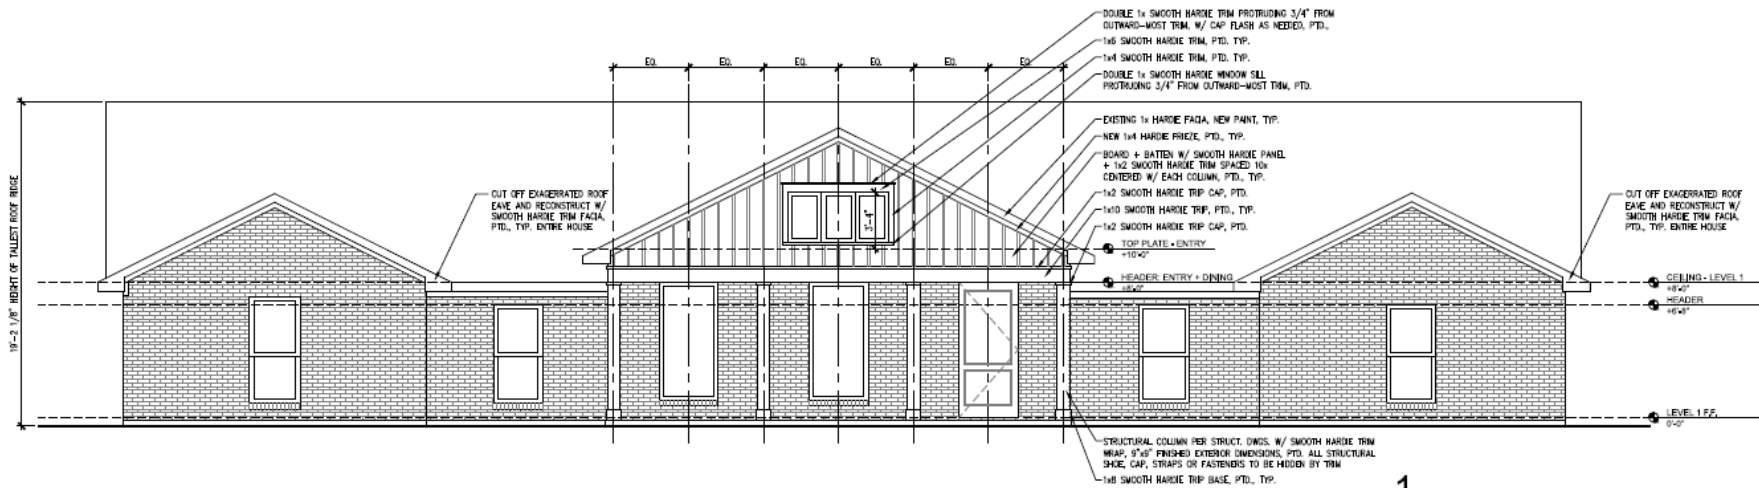 DOUBLE 1x SMOOTH HARDIE TRIM PROTRUDING 3/4" FROM
OUTWARD-MOST TRIM, W/ CAP FLASH AS NEEDED, PTD.,
1x6 SMOOTH HARDIE TRIM, PTD. TYP.
1x4 SMOOTH HARDIE TRIM, PTD. TYP.
DOUBLE 1x SMOOTH HARDIE WINDOW SILL
PROTRUDING 3/4" FROM OUTWARD-MOST TRIM, PTD.
EQ. EQ. EQ. EQ. EQ. EQ.
EXISTING 1x HARDIE FACIA, NEW PAINT, TYP.
NEW 1x4 HARDIE FRIEZE, PTD., TYP.
BOARD + BATTEN W/ SMOOTH HARDIE PANEL
+ 1x2 SMOOTH HARDIE TRIM SPACED 10x
CENTERED W/ EACH COLUMN, PTD., TYP.
1x2 SMOOTH HARDIE TRIP CAP, PTD.
1x10 SMOOTH HARDIE TRIP, PTD., TYP.
1x2 SMOOTH HARDIE TRIP CAP, PTD.
19'-2 1/8" HEIGHT OF TALLEST ROOF RIDGE
CUT OFF EXAGERRATED ROOF
EAVE AND RECONSTRUCT W/
SMOOTH HARDIE TRIM FACIA,
PTD., TYP. ENTIRE HOUSE
3'-4"
CUT OFF EXAGERRATED ROOF
EAVE AND RECONSTRUCT W/
SMOOTH HARDIE TRIM FACIA,
PTD., TYP. ENTIRE HOUSE
TOP PLATE - ENTRY
+10'-0"
HEADER: ENTRY + DINING
+8'-0"
CEILING - LEVEL 1
+8'-0"
HEADER
+6'-8"
LEVEL 1 F.F.
0'-0"
STRUCTURAL COLUMN PER STRUCT. DWGS. W/ SMOOTH HARDIE TRIM
WRAP, 9"x9" FINISHED EXTERIOR DIMENSIONS, PTD. ALL STRUCTURAL
SHOE, CAP, STRAPS OR FASTENERS TO BE HIDDEN BY TRIM
1x8 SMOOTH HARDIE TRIP BASE, PTD., TYP.
1